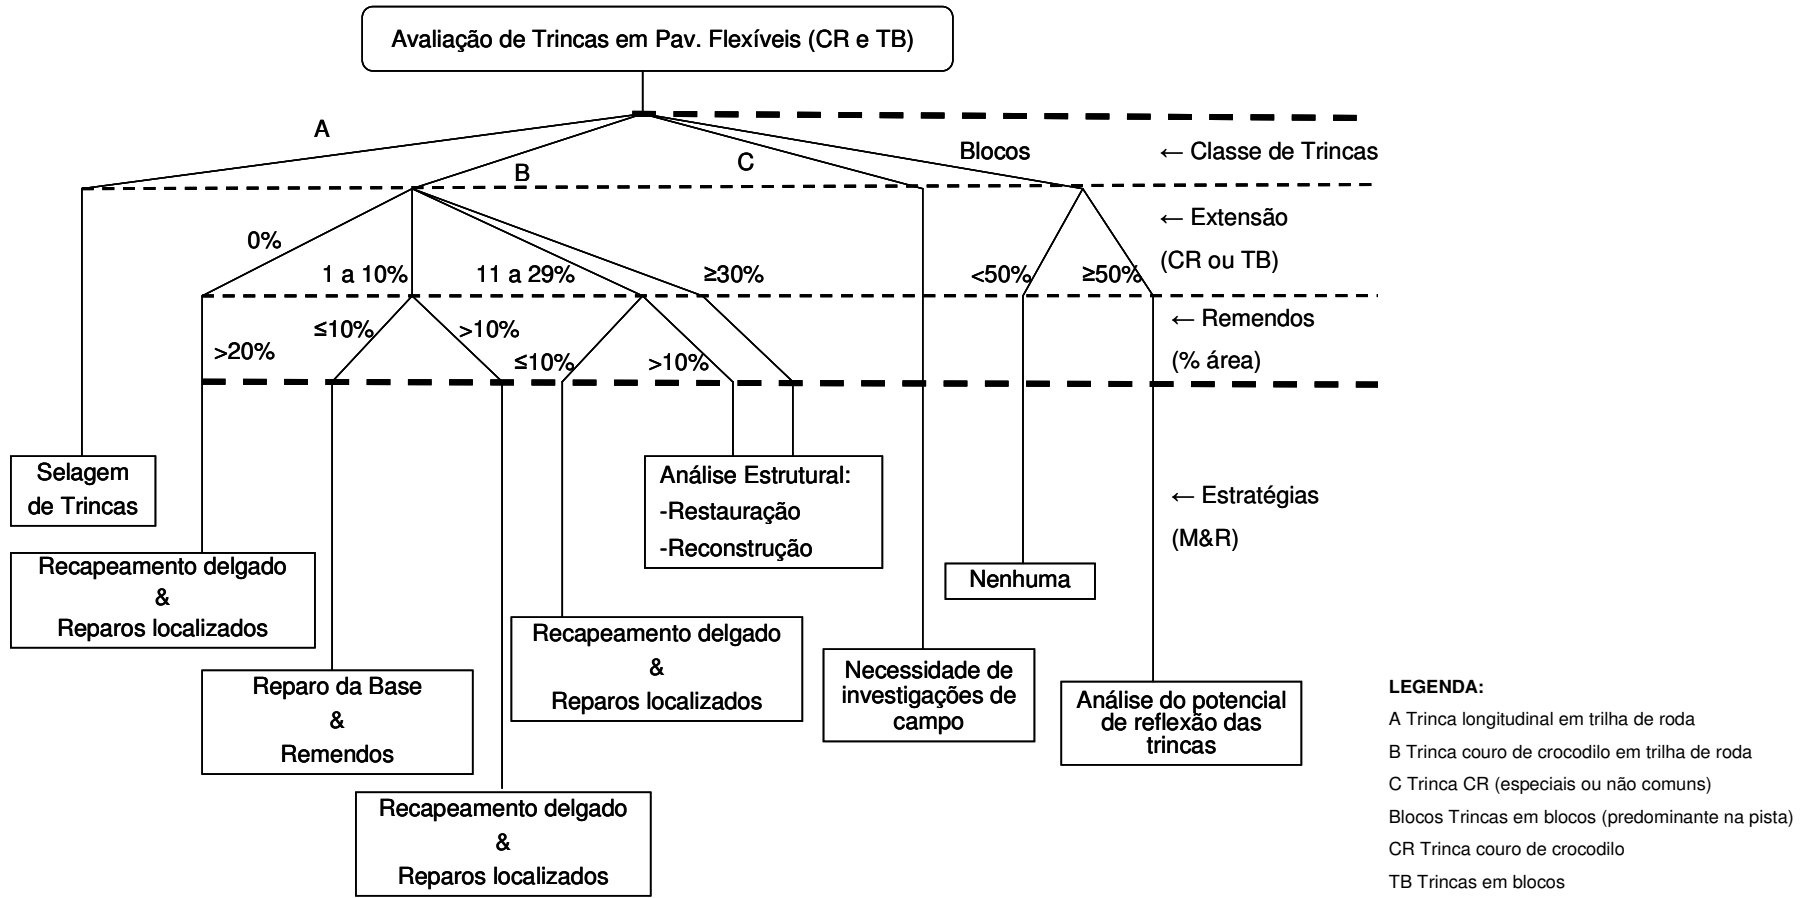 Avaliação de Trincas em Pav. Flexíveis (CR e TB)
A
B
C
Blocos
← Classe de Trincas
0%
1 a 10%
11 a 29%
≥30%
<50%
≥50%
← Extensão
(CR ou TB)
>20%
≤10%
>10%
≤10%
>10%
← Remendos
(% área)
Selagem
de Trincas
Análise Estrutural:
-Restauração
-Reconstrução
← Estratégias
(M&R)
Recapeamento delgado
&
Reparos localizados
Nenhuma
Recapeamento delgado
&
Reparos localizados
Necessidade de
investigações de
campo
Reparo da Base
&
Remendos
Análise do potencial
de reflexão das
trincas
Recapeamento delgado
&
Reparos localizados
LEGENDA:
A Trinca longitudinal em trilha de roda
B Trinca couro de crocodilo em trilha de roda
C Trinca CR (especiais ou não comuns)
Blocos Trincas em blocos (predominante na pista)
CR Trinca couro de crocodilo
TB Trincas em blocos